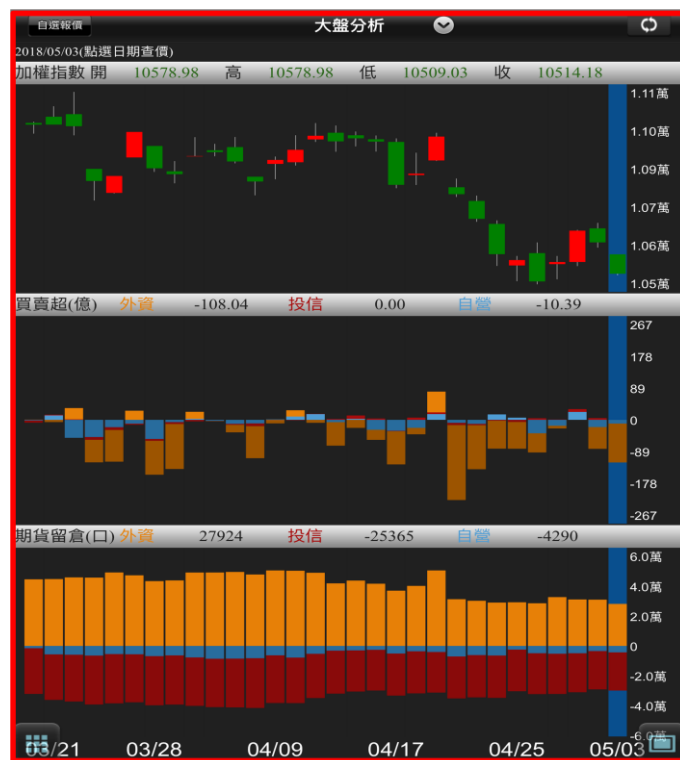 自選報價 大盤分析
2018/05/03(點選日期查價)
加權指數 開 10578.98 高 10578.98 低 10509.03 收 10514.18
1.11萬
1.10萬
1.09萬
1.07萬
1.06萬
1.05萬
買賣超(億) 外資 -108.04 投信 0.00 自營 -10.39
267
178
89
0
-89
-178
-267
期貨留倉(口) 外資 27924 投信 -25365 自營 -4290
6.0萬
4.0萬
2.0萬
0
-2.0萬
-4.0萬
-6.0萬
03/21 03/28 04/09 04/17 04/25 05/03